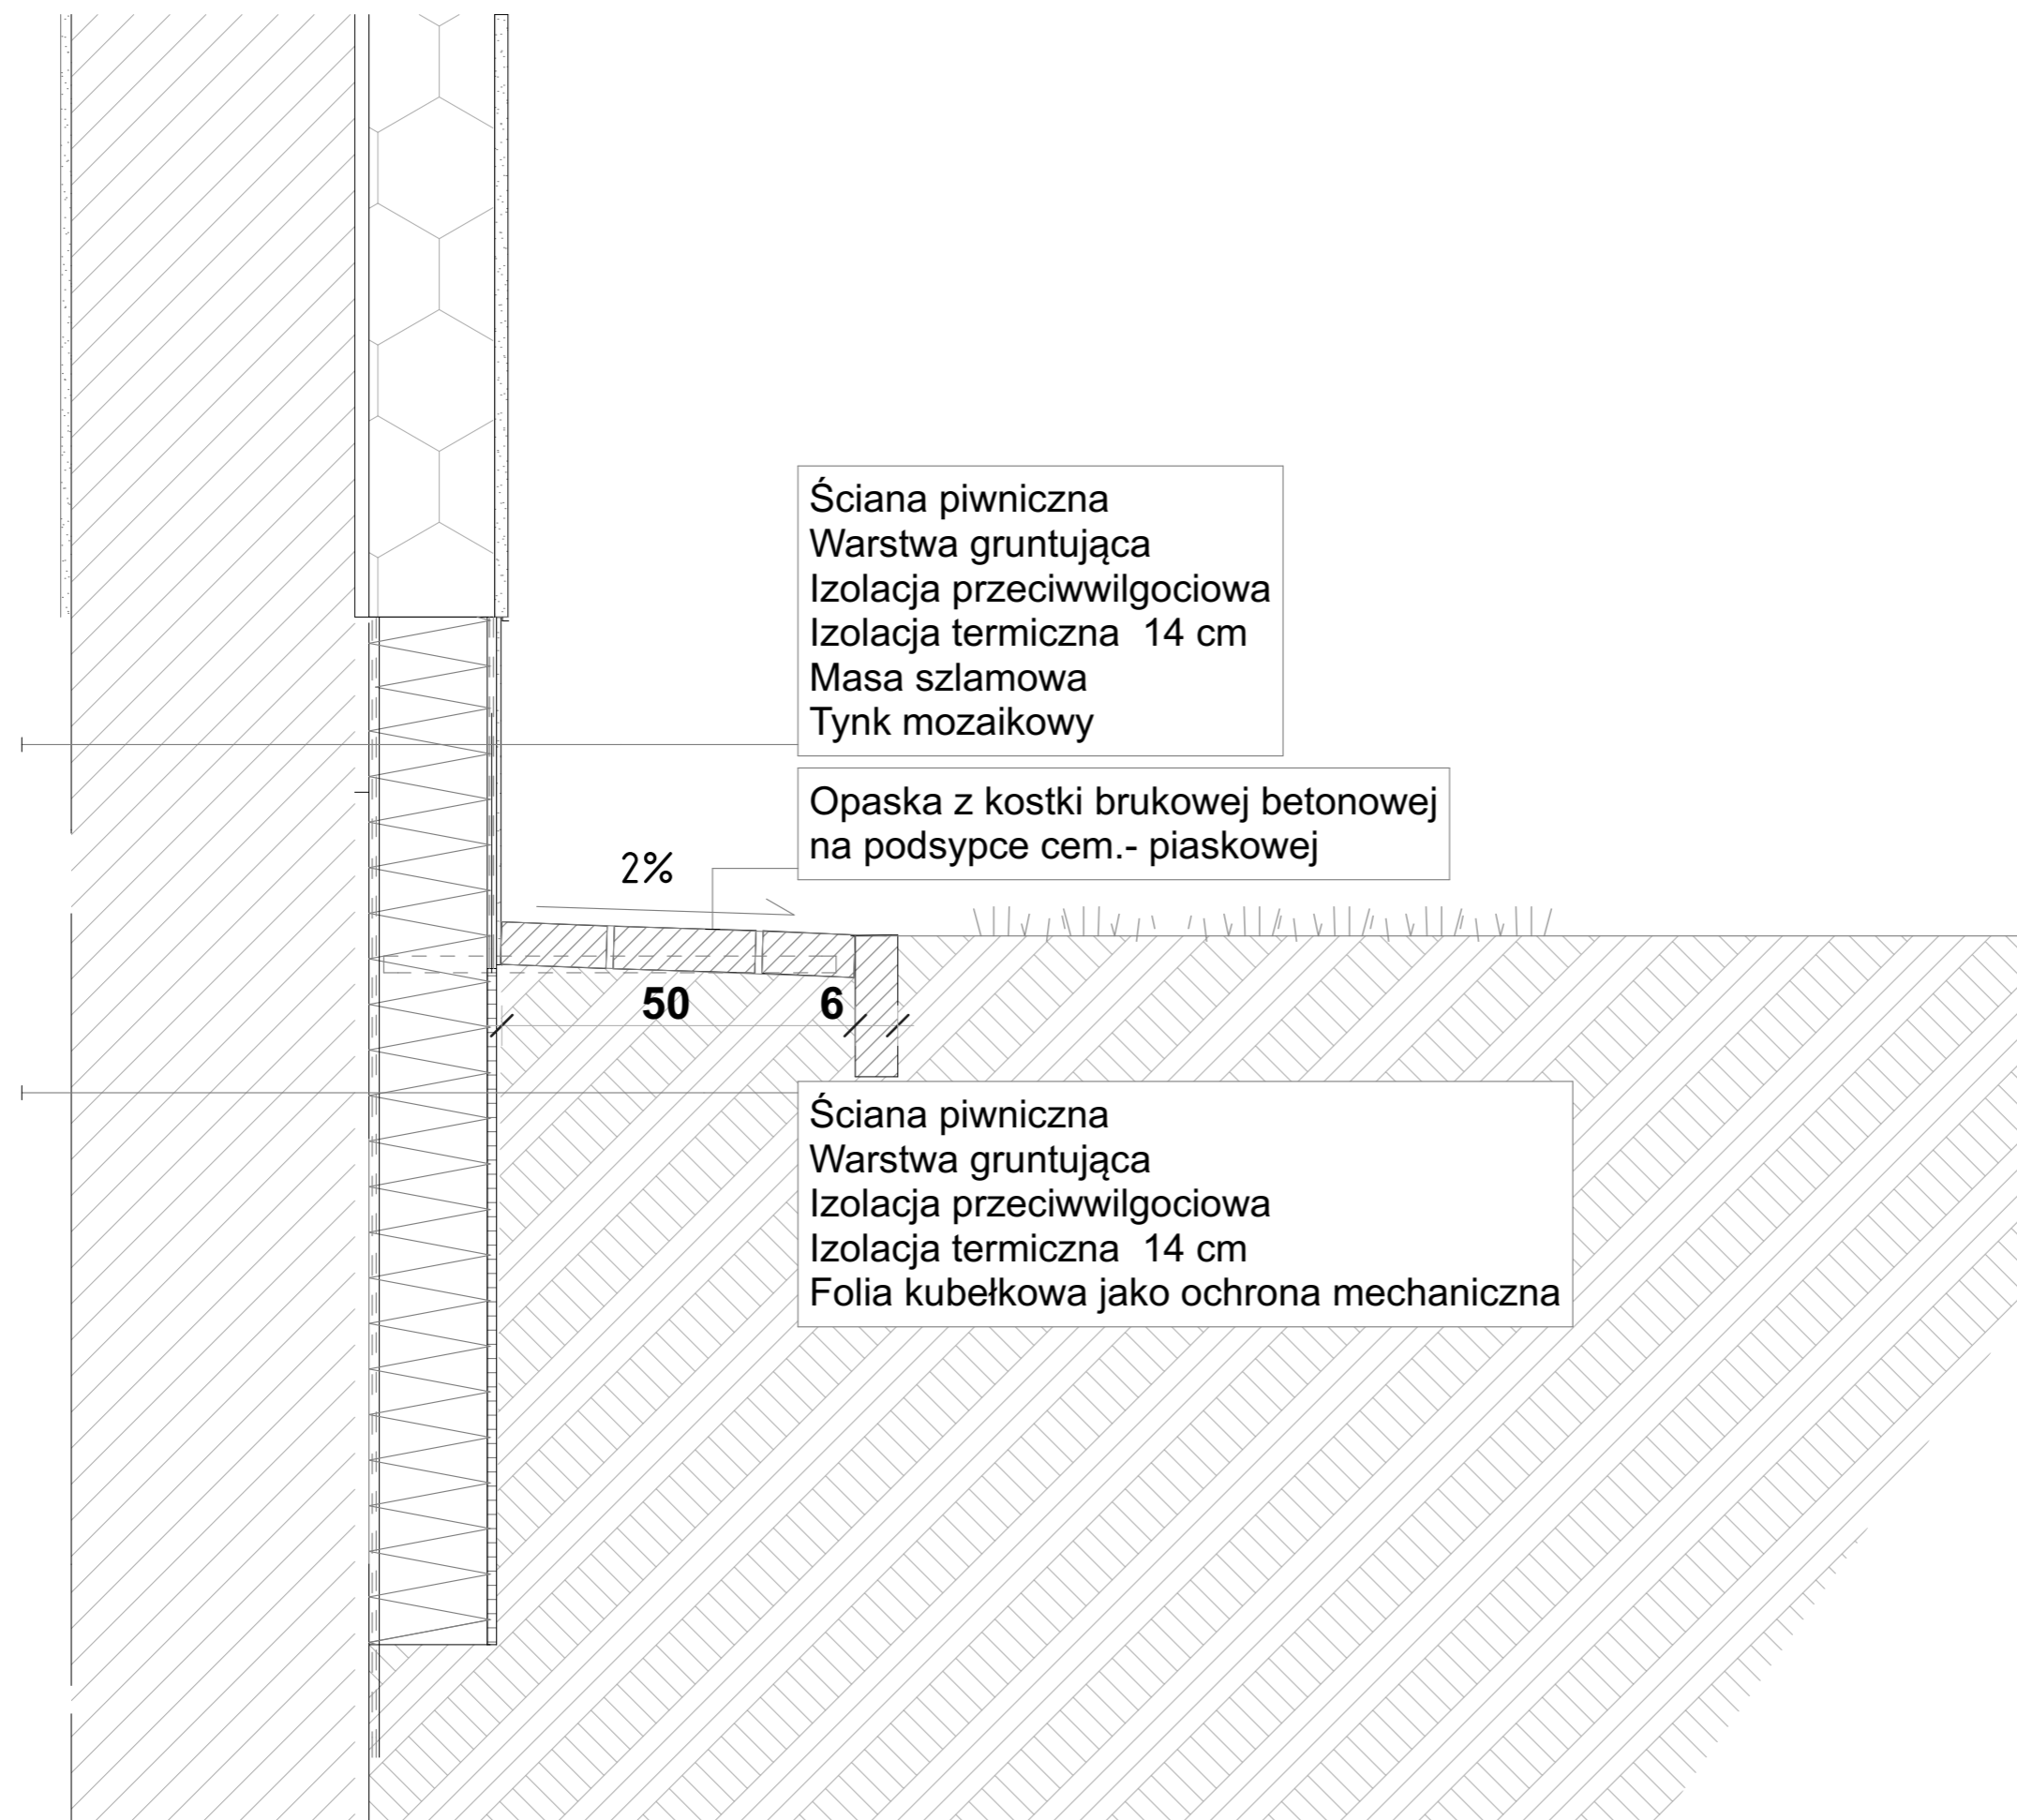 Ściana piwniczna
Warstwa gruntująca
Izolacja przeciwwilgociowa
Izolacja termiczna  14 cm
Masa szlamowa
Tynk mozaikowy
Opaska z kostki brukowej betonowej
na podsypce cem.- piaskowej
2%
50
6
Ściana piwniczna
Warstwa gruntująca
Izolacja przeciwwilgociowa
Izolacja termiczna  14 cm
Folia kubełkowa jako ochrona mechaniczna